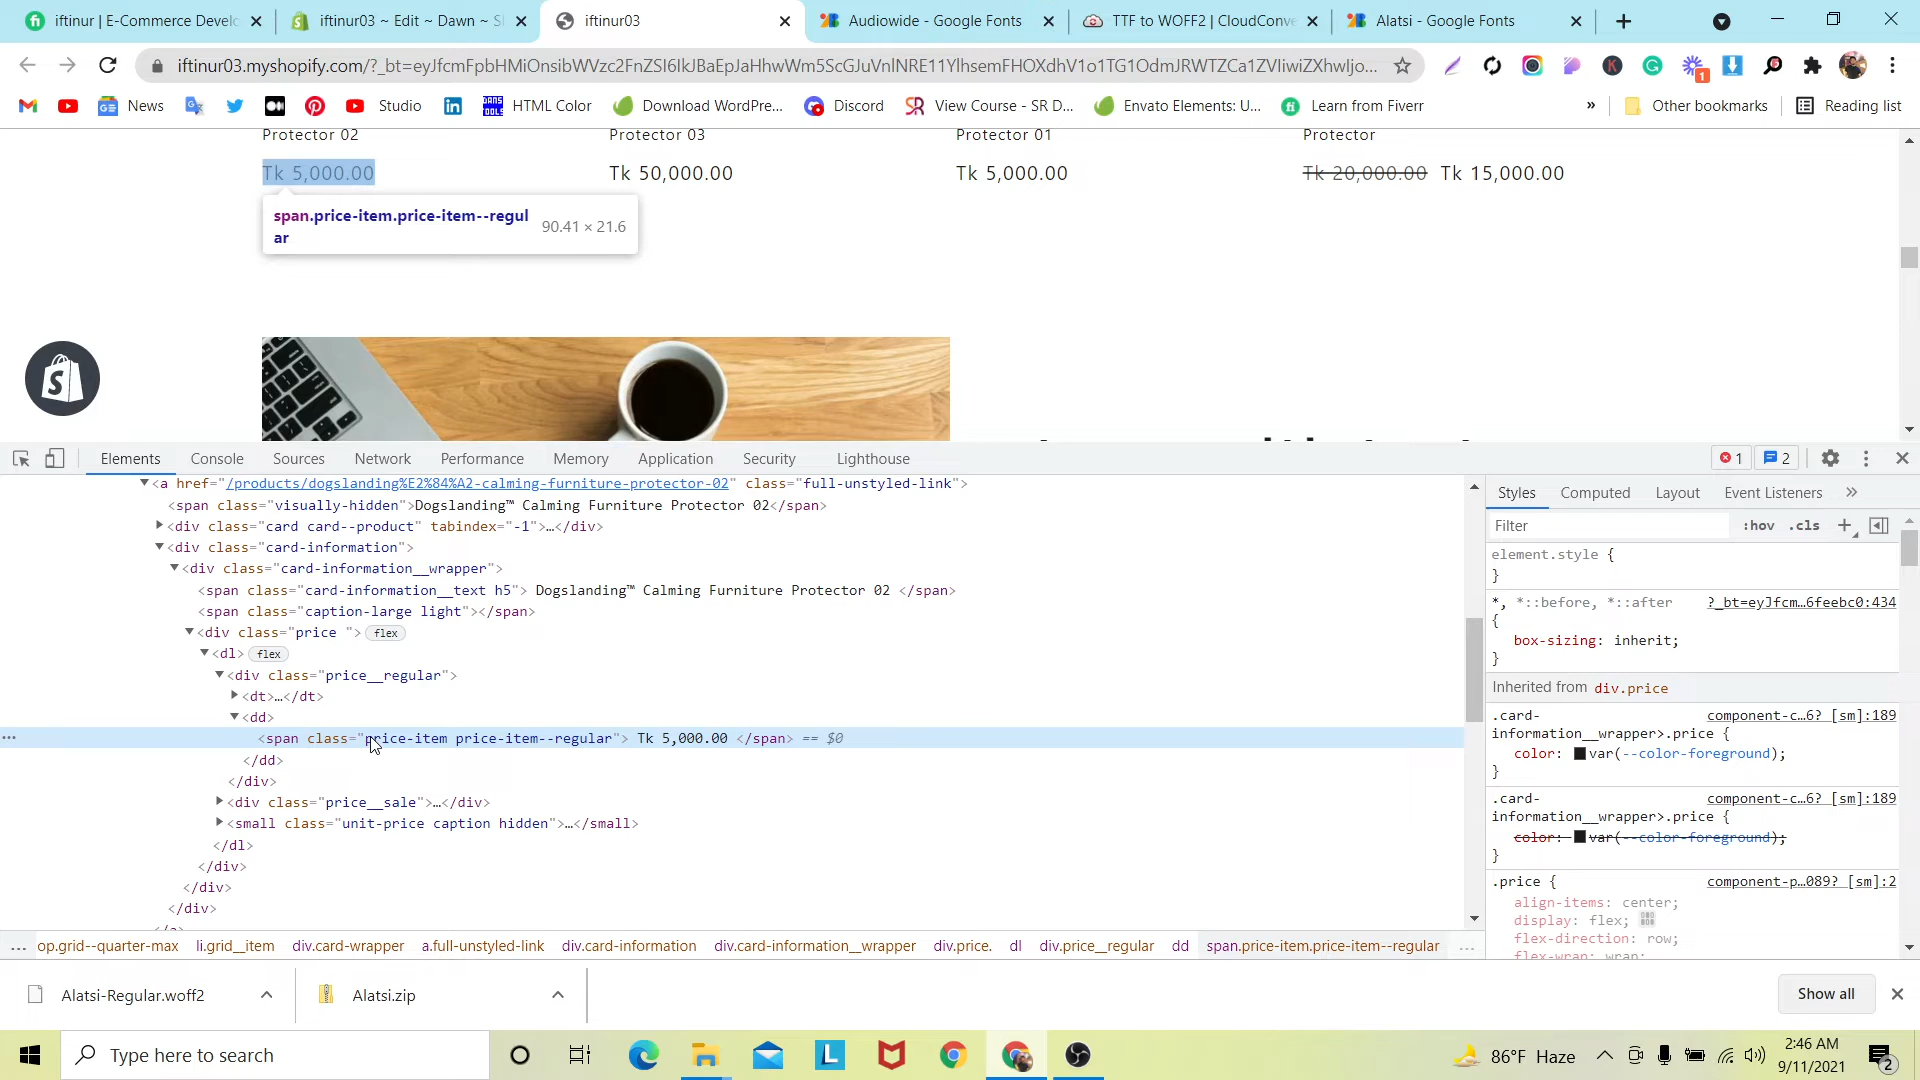 iftinur | E-Commerce Develo
iftinur03 ~ Edit ~ Dawn ~ S
iftinur03
Audiowide - Google Fonts
TTF to WOFF2 | CloudConve
Alatsi - Google Fonts
News
Studio
HTML Color
Download WordPre...
Discord
View Course - SR D...
Envato Elements: U...
Learn from Fiverr
»
Other bookmarks
Reading list
Protector 02
Protector 03
Protector 01
Protector
Tk 5,000.00
Tk 50,000.00
Tk 5,000.00
Tk 20,000.00 Tk 15,000.00
span.price-item.price-item--regul
ar
90.41 × 21.6
Elements
Console
Sources
Network
Performance
Memory
Application
Security
Lighthouse
1
2
<a href="/products/dogslanding%E2%84%A2-calming-furniture-protector-02" class="full-unstyled-link">
<span class="visually-hidden">Dogslanding™ Calming Furniture Protector 02</span>
<div class="card card--product" tabindex="-1">…</div>
<div class="card-information">
<div class="card-information__wrapper">
<span class="card-information__text h5"> Dogslanding™ Calming Furniture Protector 02 </span>
<span class="caption-large light"></span>
<div class="price "> flex
<dl> flex
<div class="price__regular">
<dt>…</dt>
<dd>
<span class="price-item price-item--regular"> Tk 5,000.00 </span> == $0
</dd>
</div>
<div class="price__sale">…</div>
<small class="unit-price caption hidden">…</small>
</dl>
</div>
</div>
</div>
... op.grid--quarter-max li.grid__item div.card-wrapper a.full-unstyled-link div.card-information div.card-information__wrapper div.price. dl div.price__regular dd span.price-item.price-item--regular ...
Styles
Computed
Layout
Event Listeners
»
Filter
:hov .cls +
element.style {
}
*, *::before, *::after ?_bt=eyJfcm…6feebc0:434
{
box-sizing: inherit;
}
Inherited from div.price
.card- component-c…6? [sm]:189
information__wrapper>.price {
color: var(--color-foreground);
}
.card- component-c…6? [sm]:189
information__wrapper>.price {
color: var(--color-foreground);
}
.price { component-p…089? [sm]:2
align-items: center;
display: flex;
flex-direction: row;
flex-wrap: wrap;
Alatsi-Regular.woff2
Alatsi.zip
Show all
Type here to search
86°F Haze
2:46 AM
9/11/2021
2